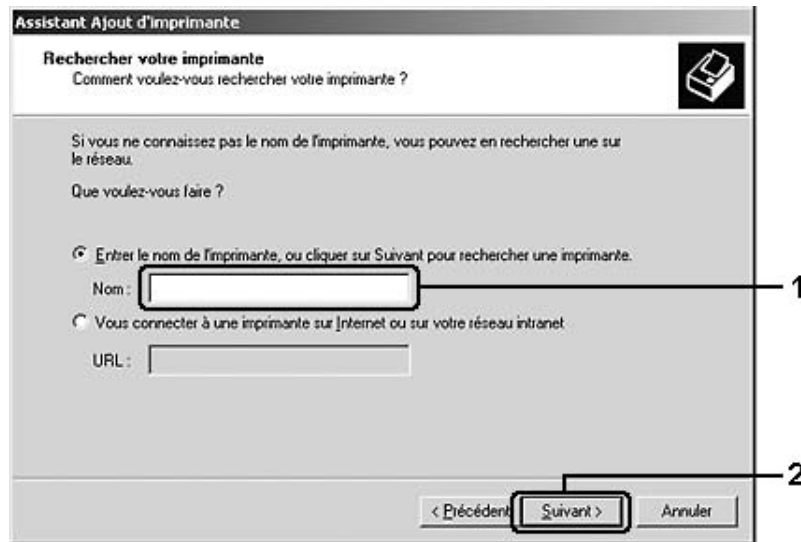 Assistant Ajout d'imprimante
Rechercher votre imprimante
Comment voulez-vous rechercher votre imprimante ?
Si vous ne connaissez pas le nom de l'imprimante, vous pouvez en rechercher une sur
le réseau.
Que voulez-vous faire ?
Entrer le nom de l'imprimante, ou cliquer sur Suivant pour rechercher une imprimante.
Nom :
1
Vous connecter à une imprimante sur Internet ou sur votre réseau intranet
URL :
2
< Précédent Suivant > Annuler